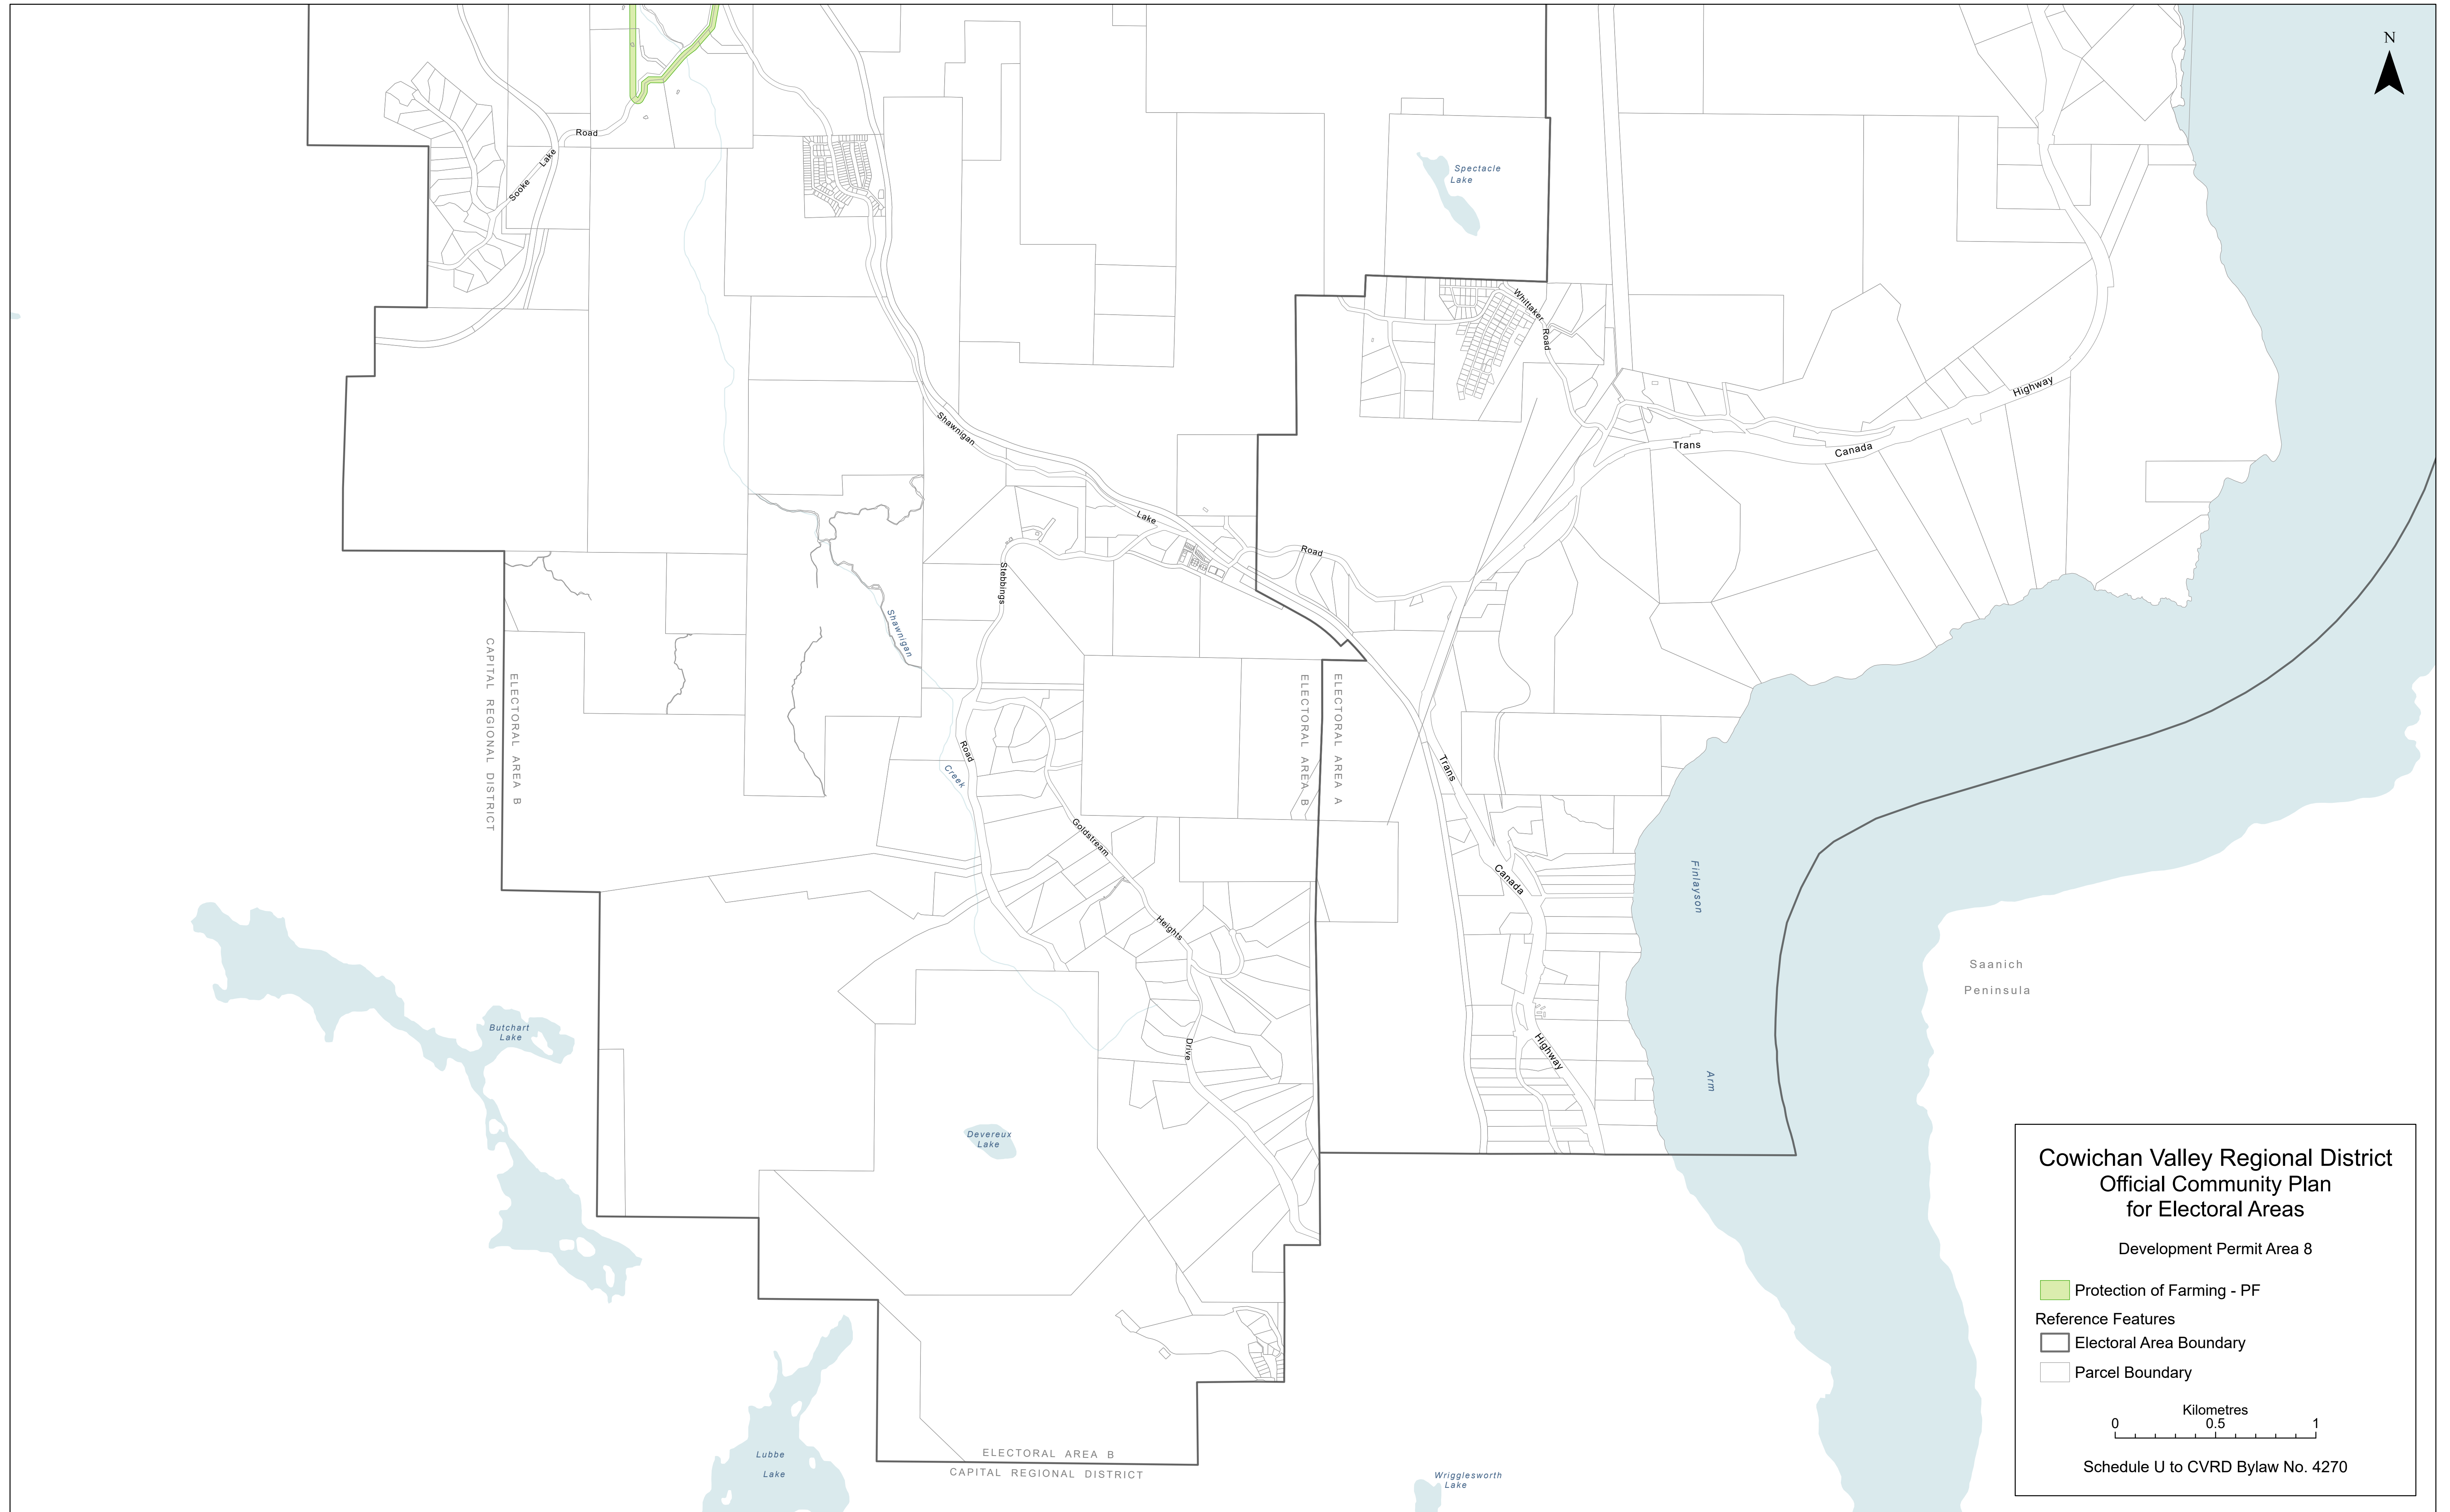 N
Road
Sooke Lake
Spectacle
Lake
Whittaker Road
Highway
Shawnigan
Trans
Canada
Lake
Road
Stebbings
Shawnigan
CAPITAL REGIONAL DISTRICT
ELECTORAL AREA B
ELECTORAL AREA B
ELECTORAL AREA A
Road
Creek
Trans
Goldstream
Canada
Finlayson
Heights
Saanich
Peninsula
Butchart
Lake
Drive
Highway
Arm
Devereux
Lake
Lubbe
Lake
ELECTORAL AREA B
CAPITAL REGIONAL DISTRICT
Wrigglesworth
Lake
Cowichan Valley Regional District
Official Community Plan
for Electoral Areas
Development Permit Area 8
Protection of Farming - PF
Reference Features
Electoral Area Boundary
Parcel Boundary
Kilometres
0 0.5 1
Schedule U to CVRD Bylaw No. 4270